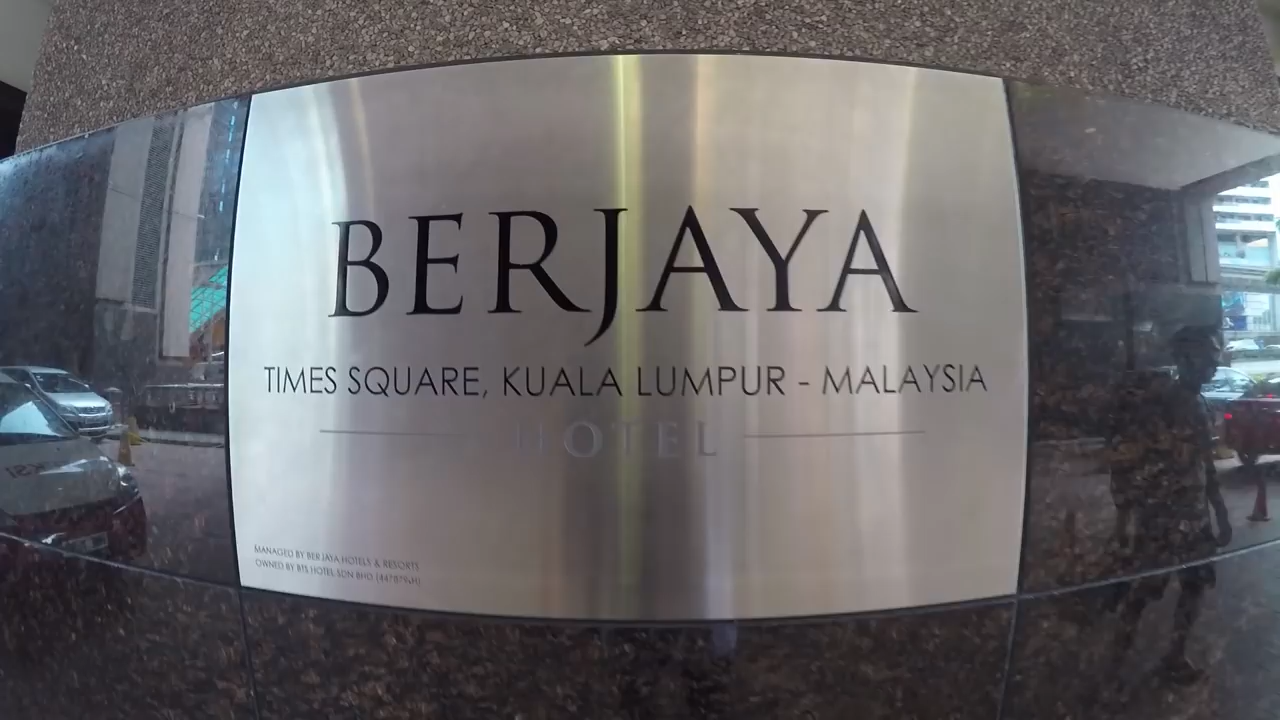 BERJAYA
TIMES SQUARE, KUALA LUMPUR - MALAYSIA
HOTEL
MANAGED BY BERJAYA HOTELS & RESORTS
OWNED BY BTS HOTEL SDN BHD